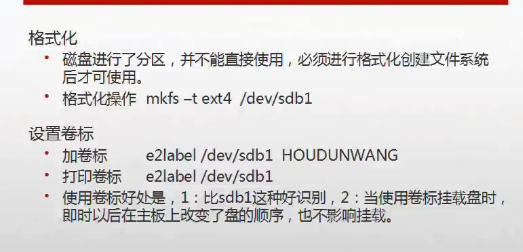 格式化
• 磁盘进行了分区，并不能直接使用，必须进行格式化创建文件系统
后才可使用。
• 格式化操作 mkfs –t ext4 /dev/sdb1
设置卷标
• 加卷标 e2label /dev/sdb1 HOUDUNWANG
• 打印卷标 e2label /dev/sdb1
• 使用卷标好处是，1：比sdb1这种好识别，2：当使用卷标挂载盘时，
即时以后在主板上改变了盘的顺序，也不影响挂载。